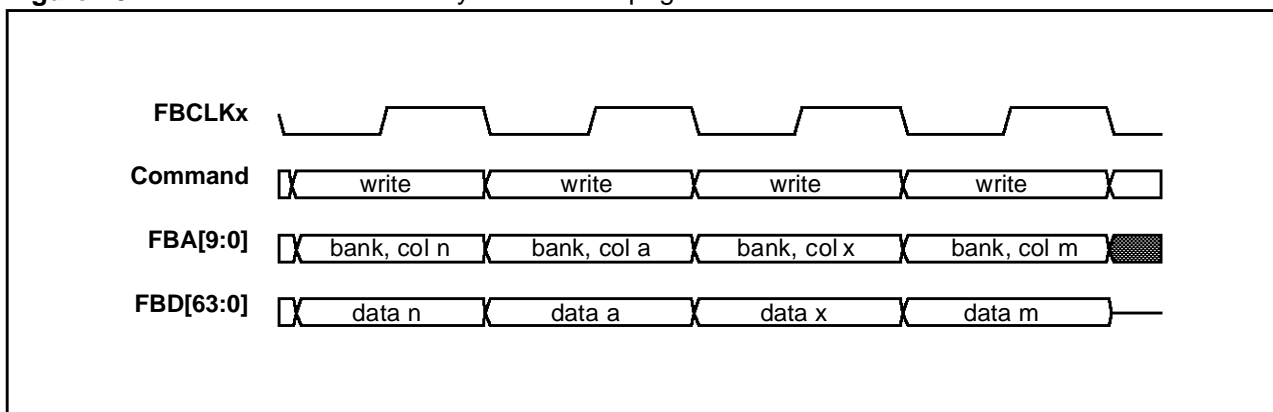 FBCLKx
Command write write write write
FBA[9:0] bank, col n bank, col a bank, col x bank, col m
FBD[63:0] data n data a data x data m